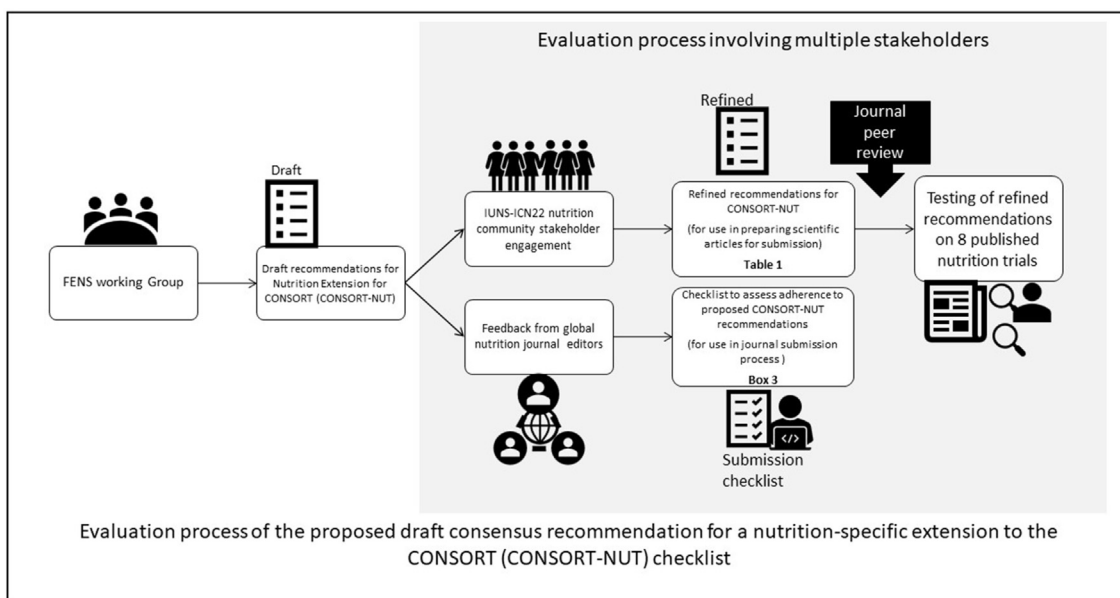 Evaluation process involving multiple stakeholders
FENS working Group
Draft
Draft recommendations for
Nutrition Extension for
CONSORT (CONSORT-NUT)
IUNS-ICN22 nutrition
community stakeholder
engagement
Feedback from global
nutrition journal editors
Refined
Refined recommendations for
CONSORT-NUT
(for use in preparing scientific
articles for submission)
Table 1
Checklist to assess adherence to
proposed CONSORT-NUT
recommendations
(for use in journal submission
process )
Box 3
Submission
checklist
Journal
peer
review
Testing of refined
recommendations
on 8 published
nutrition trials
Evaluation process of the proposed draft consensus recommendation for a nutrition-specific extension to the
CONSORT (CONSORT-NUT) checklist